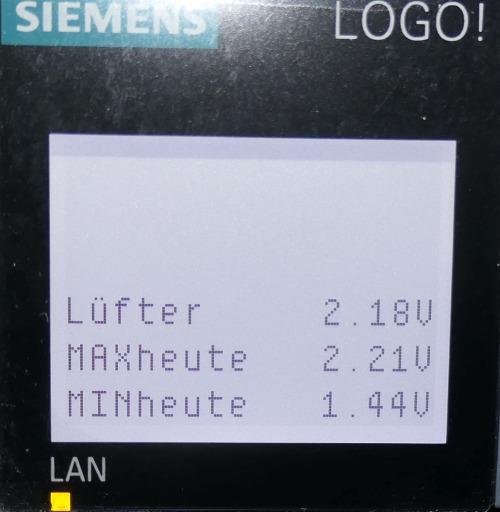 SIEMENS LOGO!
Lüfter 2.18V
MAXheute 2.21V
MINheute 1.44V
LAN